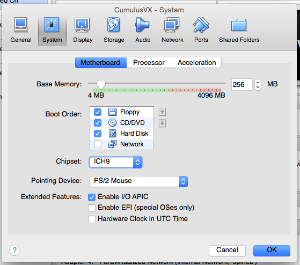 CumulusVX - System
General System Display Storage Audio Network Ports Shared Folders
Motherboard Processor Acceleration
Base Memory: 256 MB
4 MB 4096 MB
Boot Order: Floppy
CD/DVD
Hard Disk
Network
Chipset: ICH9
Pointing Device: PS/2 Mouse
Extended Features: Enable I/O APIC
Enable EFI (special OSes only)
Hardware Clock in UTC Time
? Cancel OK